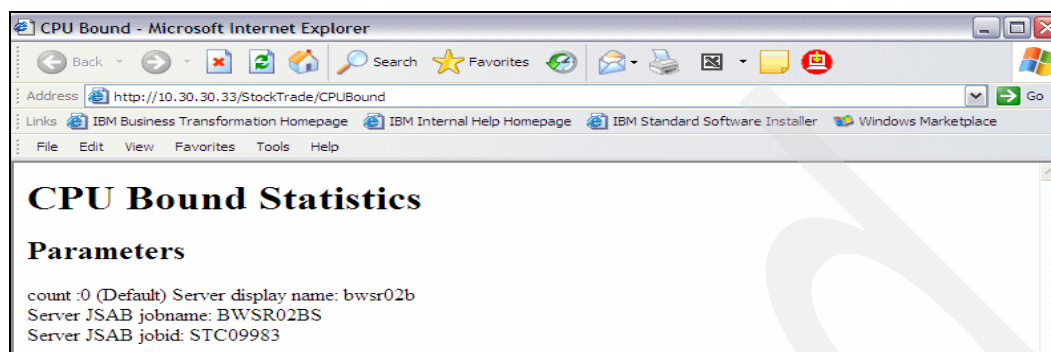 CPU Bound - Microsoft Internet Explorer
Back Search Favorites
Address http://10.30.30.33/StockTrade/CPUBound Go
Links IBM Business Transformation Homepage IBM Internal Help Homepage IBM Standard Software Installer Windows Marketplace
File Edit View Favorites Tools Help
CPU Bound Statistics
Parameters
count :0 (Default) Server display name: bwsr02b
Server JSAB jobname: BWSR02BS
Server JSAB jobid: STC09983